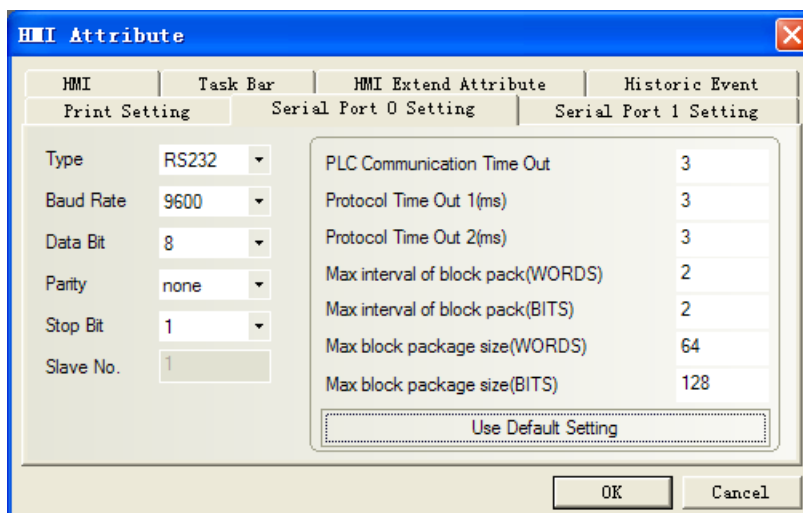 HMI Attribute
HMI
Task Bar
HMI Extend Attribute
Historic Event
Print Setting
Serial Port 0 Setting
Serial Port 1 Setting
Type RS232
Baud Rate 9600
Data Bit 8
Parity none
Stop Bit 1
Slave No. 1
PLC Communication Time Out 3
Protocol Time Out 1(ms) 3
Protocol Time Out 2(ms) 3
Max interval of block pack(WORDS) 2
Max interval of block pack(BITS) 2
Max block package size(WORDS) 64
Max block package size(BITS) 128
Use Default Setting
OK
Cancel